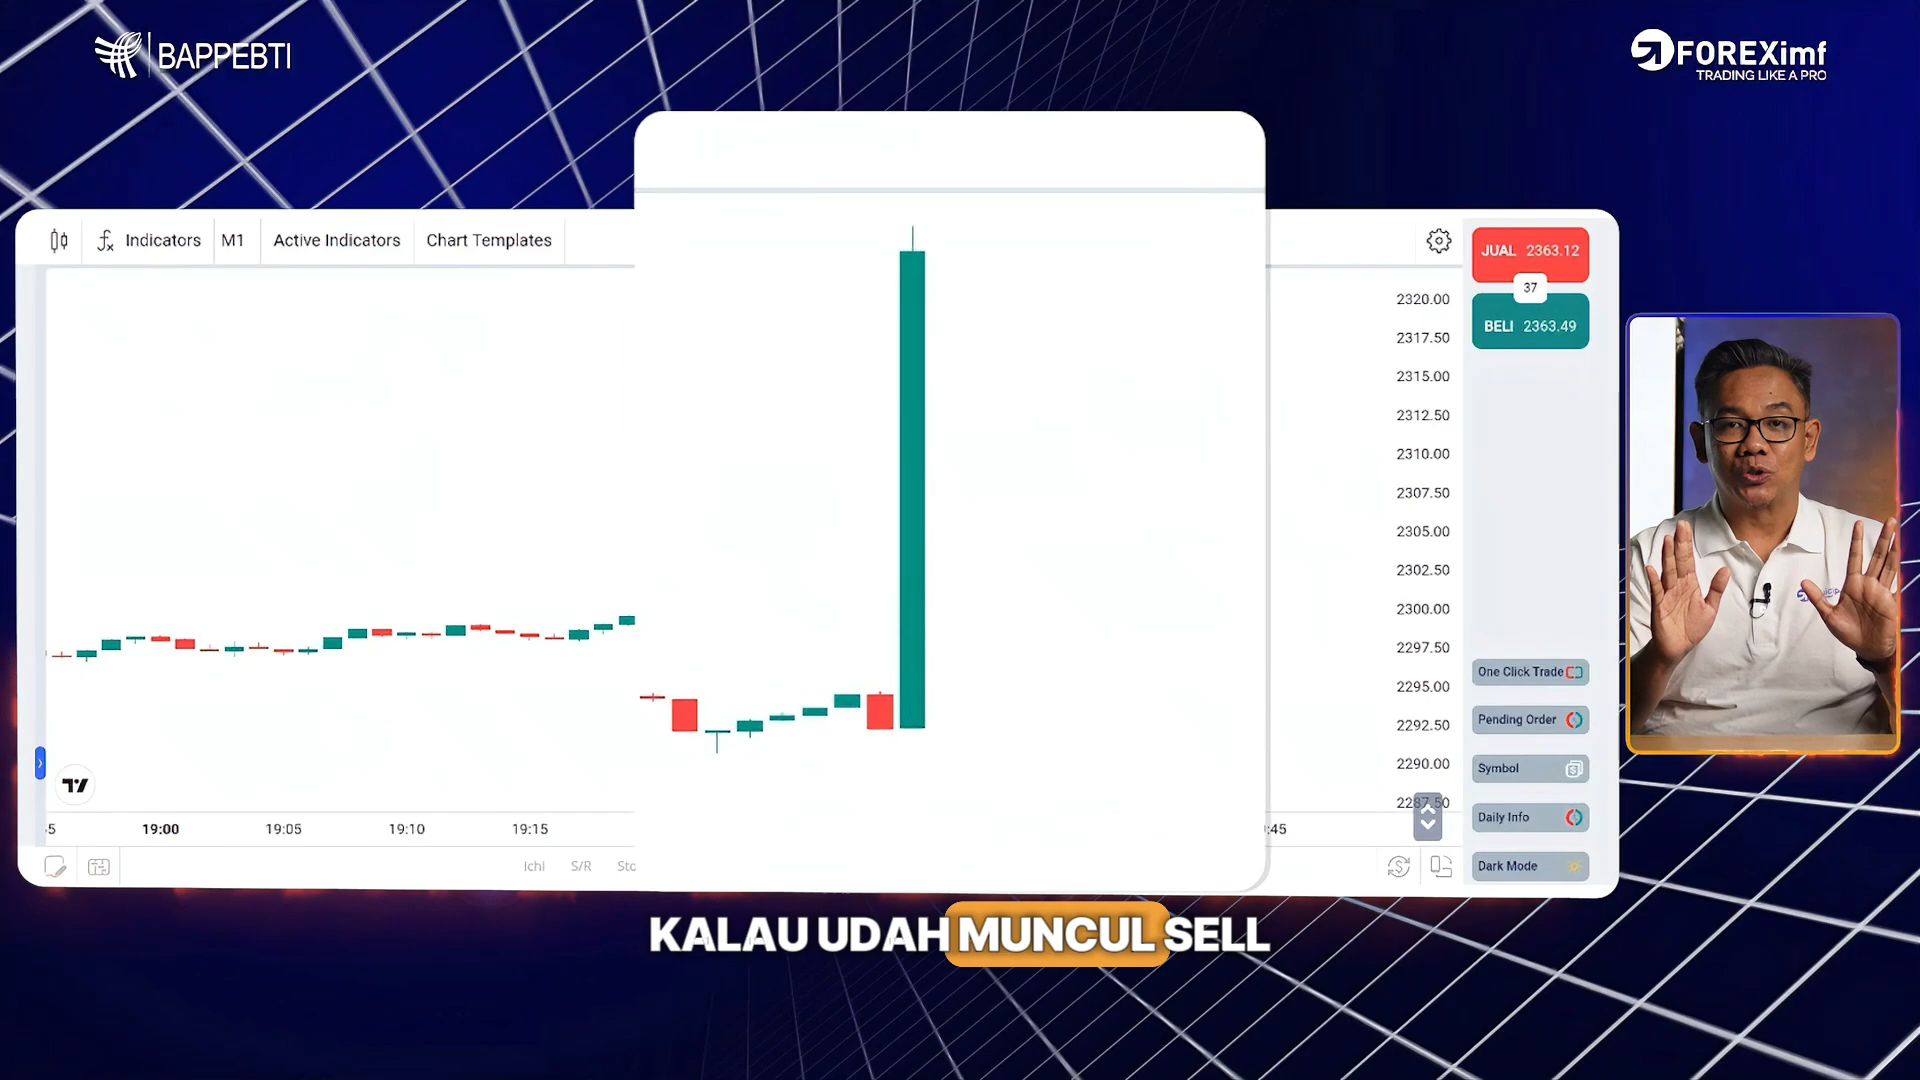 BAPPEBTI
FOREXimf
TRADING LIKE A PRO
Indicators
M1
Active Indicators
Chart Templates
JUAL 2363.12
37
BELI 2363.49
2320.00
2317.50
2315.00
2312.50
2310.00
2307.50
2305.00
2302.50
2300.00
2297.50
2295.00
2292.50
2290.00
2287.50
One Click Trade
Pending Order
Symbol
Daily Info
Dark Mode
19:00
19:05
19:10
19:15
:45
Ichi
S/R
Sto
KALAU UDAH MUNCUL SELL